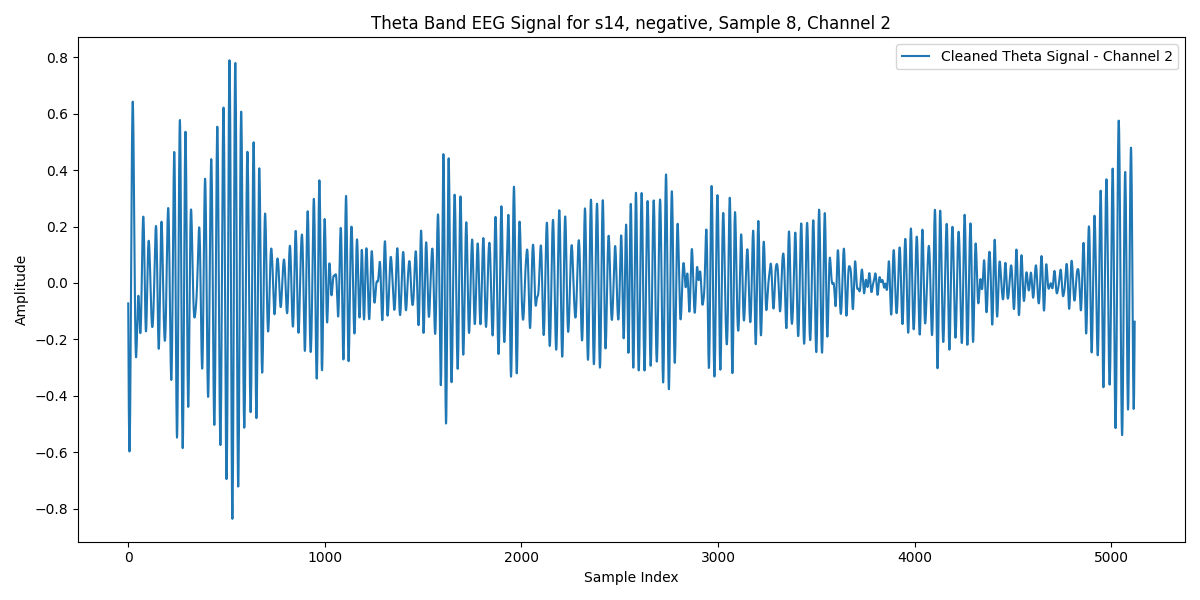 Theta Band EEG Signal for s14, negative, Sample 8, Channel 2
Cleaned Theta Signal - Channel 2
Amplitude
0.8
0.6
0.4
0.2
0.0
−0.2
−0.4
−0.6
−0.8
0 1000 2000 3000 4000 5000
Sample Index